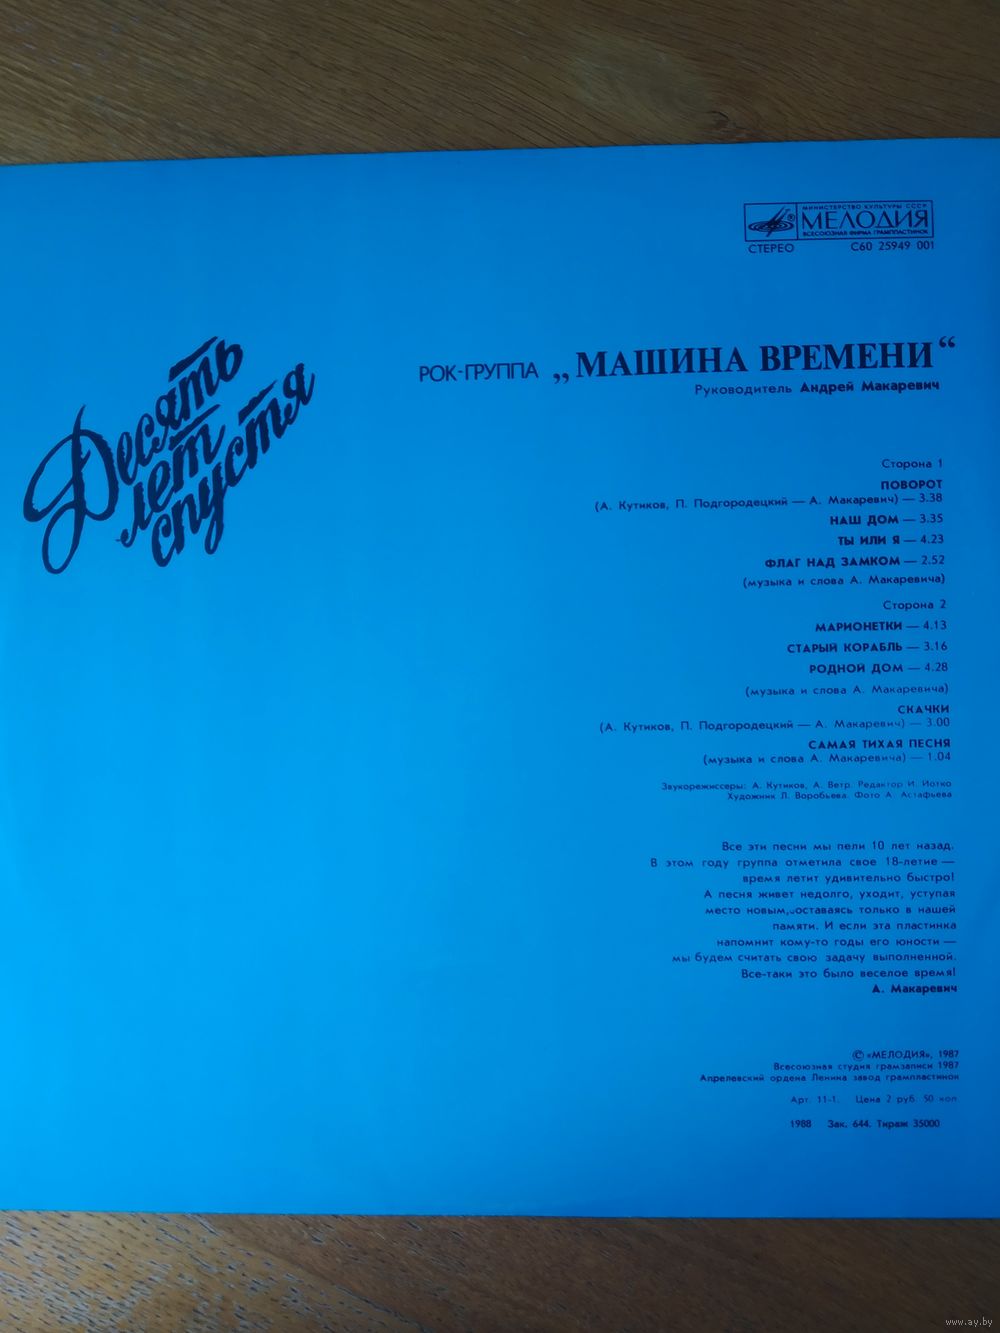 МИНИСТЕРСТВО КУЛЬТУРЫ СССР
® МЕЛОДИЯ
ВСЕСОЮЗНАЯ ФИРМА ГРАМПЛАСТИНОК
СТЕРЕО С60 25949 001
Десять
лет
спустя
РОК-ГРУППА „МАШИНА ВРЕМЕНИ“
Руководитель Андрей Макаревич
Сторона 1
ПОВОРОТ
(А. Кутиков, П. Подгородецкий — А. Макаревич) — 3.38
НАШ ДОМ — 3.35
ТЫ ИЛИ Я — 4.23
ФЛАГ НАД ЗАМКОМ — 2.52
(музыка и слова А. Макаревича)
Сторона 2
МАРИОНЕТКИ — 4.13
СТАРЫЙ КОРАБЛЬ — 3.16
РОДНОЙ ДОМ — 4.28
(музыка и слова А. Макаревича)
СКАЧКИ
(А. Кутиков, П. Подгородецкий — А. Макаревич) — 3.00
САМАЯ ТИХАЯ ПЕСНЯ
(музыка и слова А. Макаревича) — 1.04
Звукорежиссеры: А. Кутиков, А. Ветр. Редактор И. Йотко
Художник Л. Воробьева. Фото А. Астафьева
Все эти песни мы пели 10 лет назад.
В этом году группа отметила свое 18-летие —
время летит удивительно быстро!
А песня живет недолго, уходит, уступая
место новым, оставаясь только в нашей
памяти. И если эта пластинка
напомнит кому-то годы его юности —
мы будем считать свою задачу выполненной.
Все-таки это было веселое время!
А. Макаревич
© «МЕЛОДИЯ», 1987
Всесоюзная студия грамзаписи 1987
Апрелевский ордена Ленина завод грампластинок
Арт. 11-1. Цена 2 руб. 50 коп
1988 Зак. 644. Тираж 35000
www.ay.by